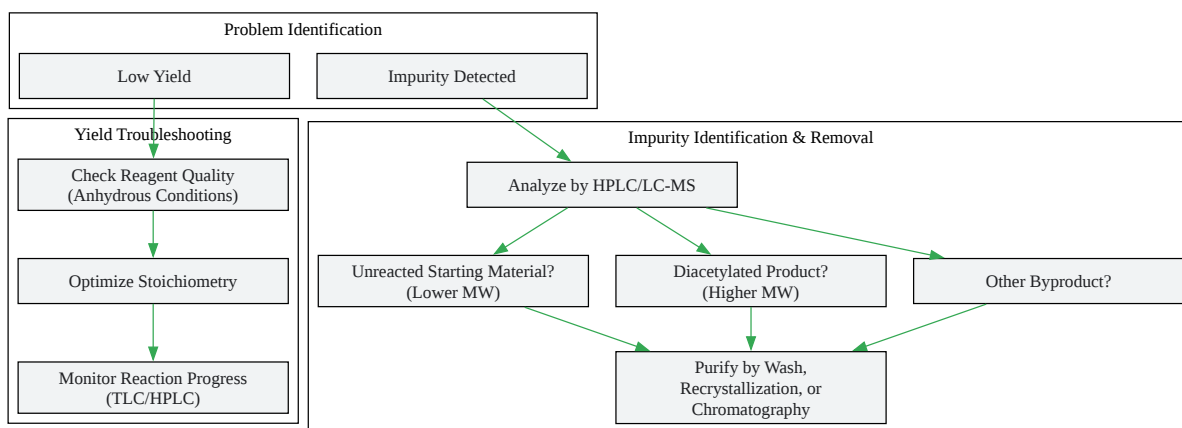 Problem Identification
Low Yield
Impurity Detected
Yield Troubleshooting
Check Reagent Quality
(Anhydrous Conditions)
Optimize Stoichiometry
Monitor Reaction Progress
(TLC/HPLC)
Impurity Identification & Removal
Analyze by HPLC/LC-MS
Unreacted Starting Material?
(Lower MW)
Diacetylated Product?
(Higher MW)
Other Byproduct?
Purify by Wash,
Recrystallization, or
Chromatography